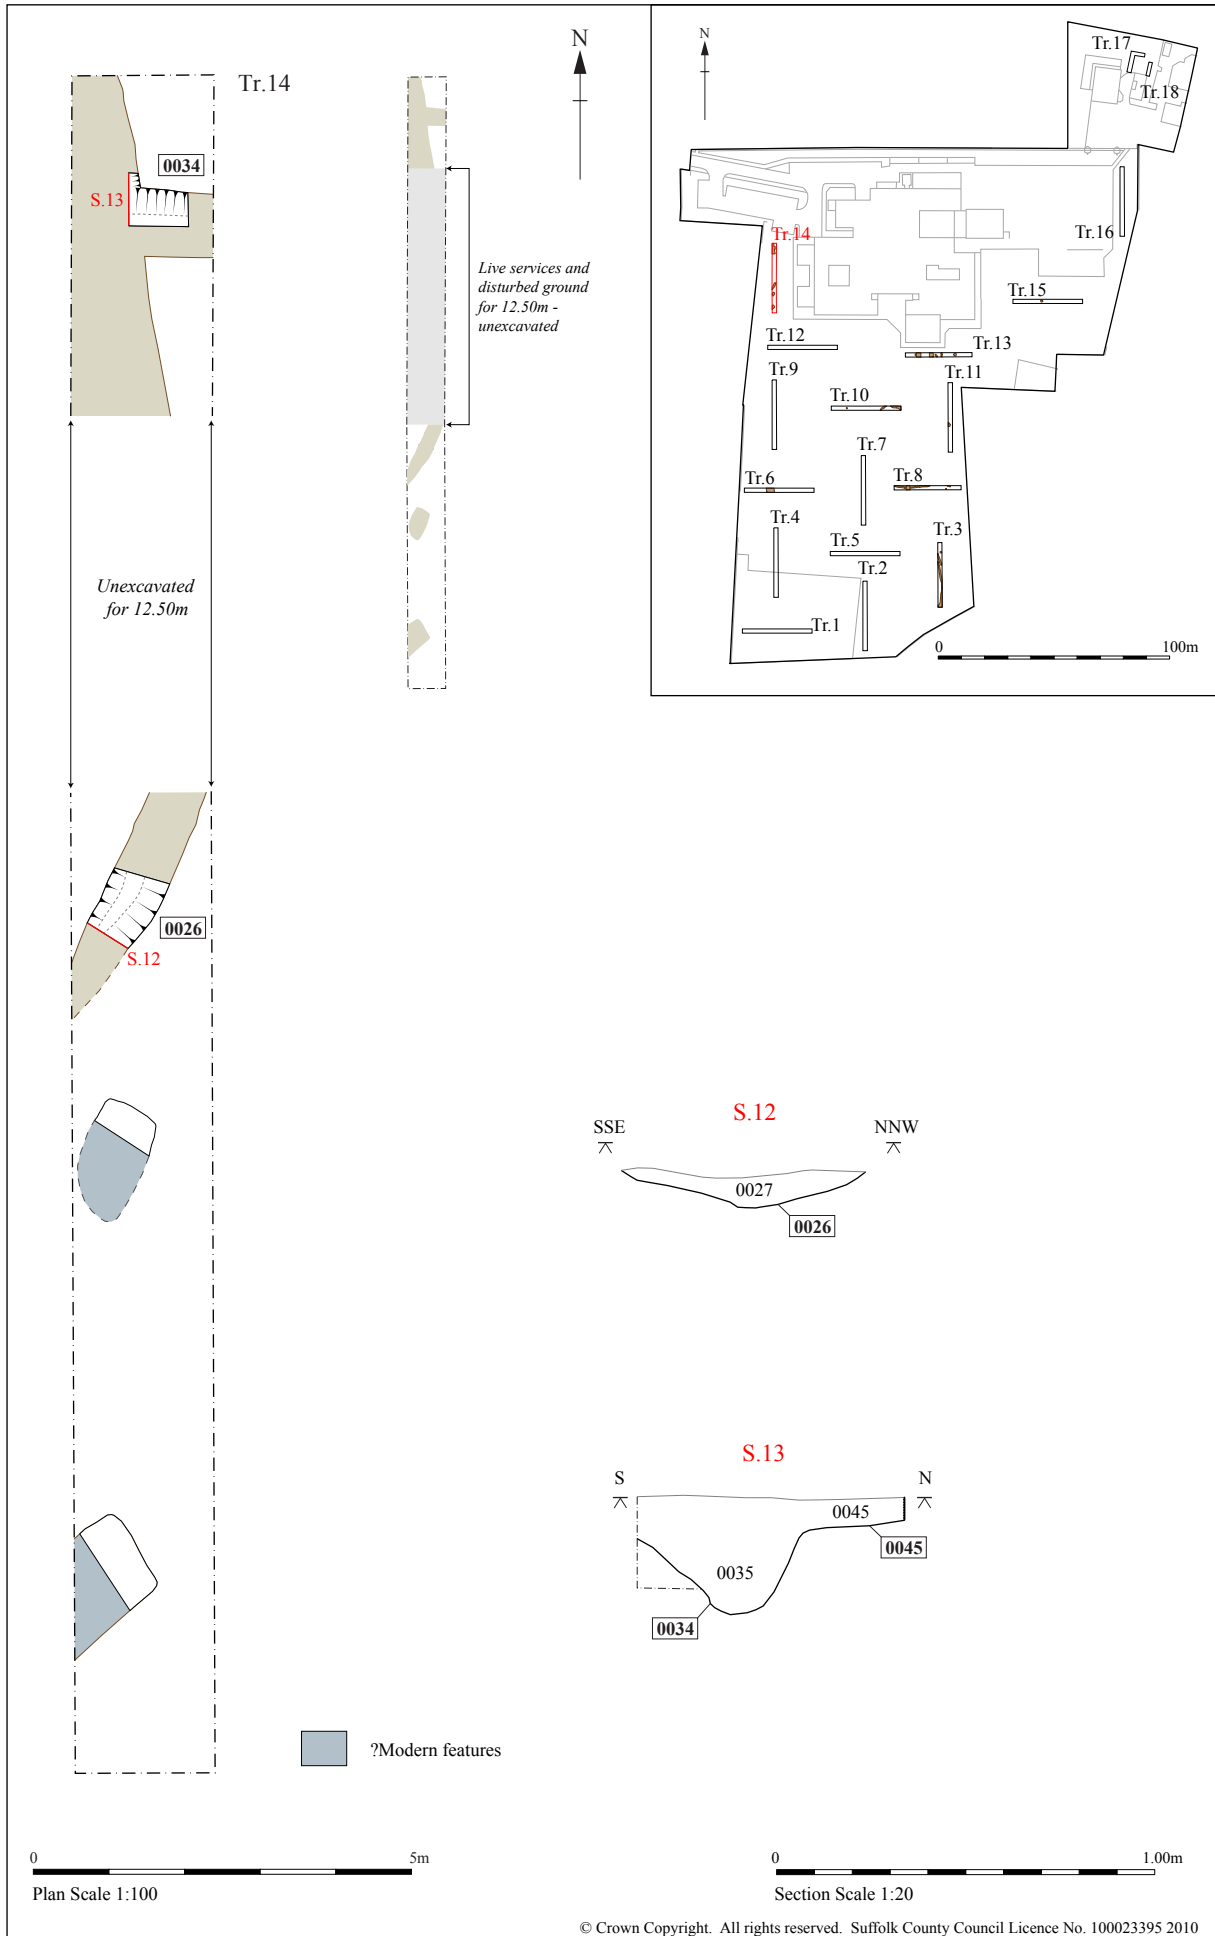 Tr.14
0034
S.13
N
Live services and
disturbed ground
for 12.50m -
unexcavated
Unexcavated
for 12.50m
0026
S.12
N
Tr.17
Tr.18
Tr.16
Tr.14
Tr.15
Tr.12
Tr.13
Tr.9
Tr.11
Tr.10
Tr.7
Tr.6
Tr.8
Tr.4
Tr.3
Tr.5
Tr.2
Tr.1
0
100m
S.12
SSE
NNW
0027
0026
S.13
S
N
0045
0045
0035
0034
?Modern features
0
5m
Plan Scale 1:100
0
1.00m
Section Scale 1:20
© Crown Copyright. All rights reserved. Suffolk County Council Licence No. 100023395 2010